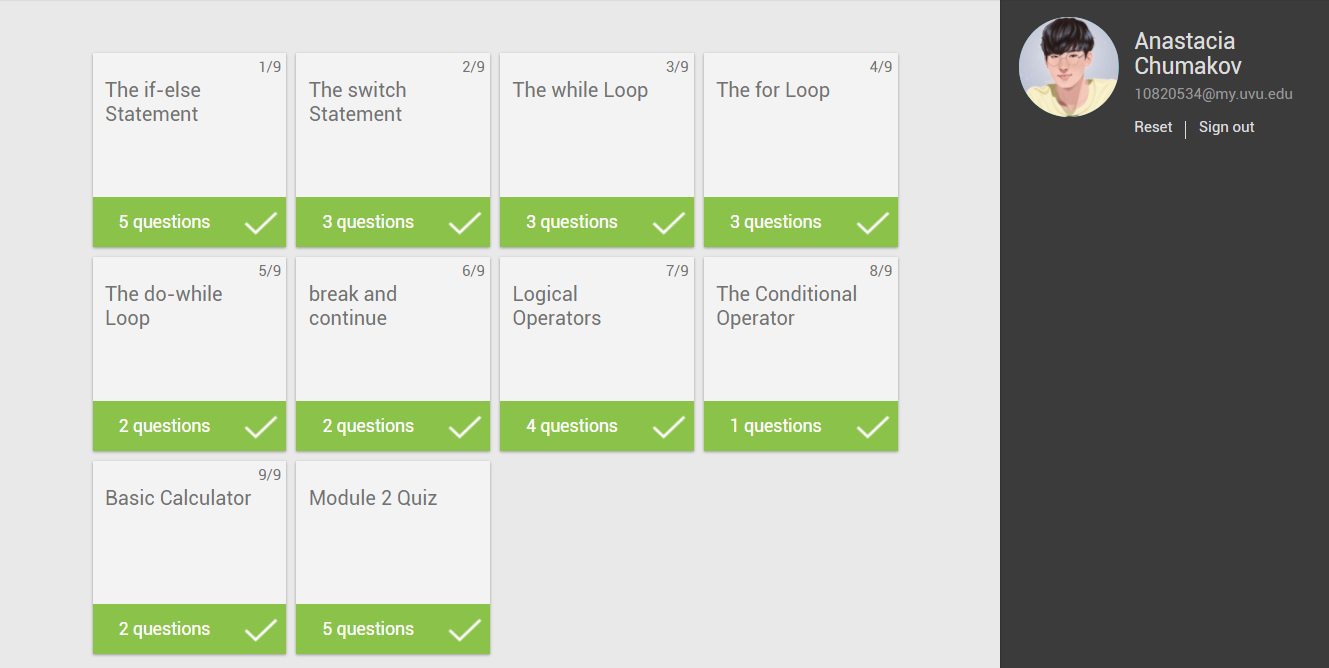 1/9
The if-else
Statement
5 questions
2/9
The switch
Statement
3 questions
3/9
The while Loop
3 questions
4/9
The for Loop
3 questions
5/9
The do-while
Loop
2 questions
6/9
break and
continue
2 questions
7/9
Logical
Operators
4 questions
8/9
The Conditional
Operator
1 questions
9/9
Basic Calculator
2 questions
Module 2 Quiz
5 questions
Anastacia
Chumakov
10820534@my.uvu.edu
Reset | Sign out